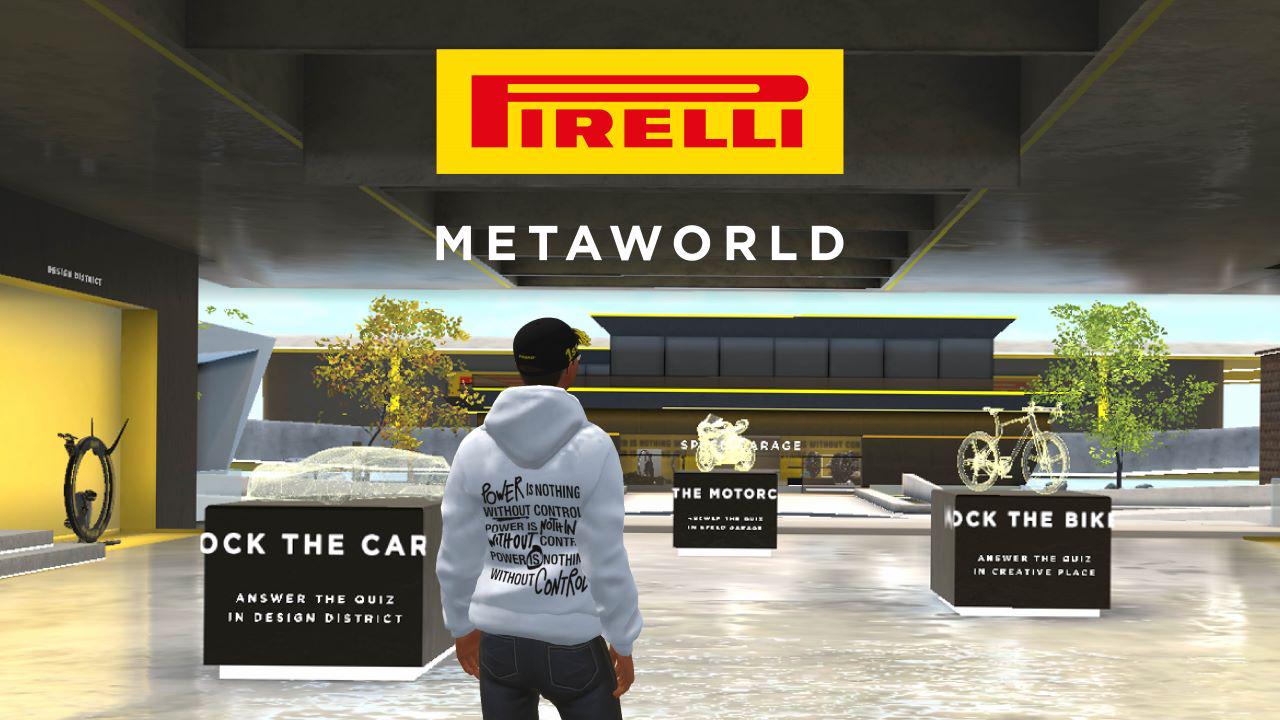 PIRELLI
METAWORLD
DESIGN DISTRICT
OCK THE CAR
ANSWER THE QUIZ
IN DESIGN DISTRICT
POWER IS NOTHING
WITHOUT CONTROL
POWER IS NOTHIN
WITHOUT CONTR
POWER IS NOTHIN
WITHOUT CONTROL
THE MOTORC
ANSWER THE QUIZ
IN SPEED GARAGE
OCK THE BIK
ANSWER THE QUIZ
IN CREATIVE PLACE